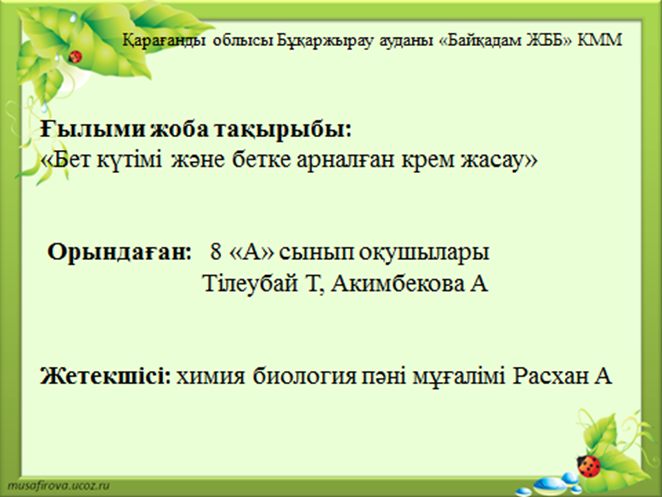 Қарағанды облысы Бұқаржырау ауданы «Байқадам ЖББ» КММ
Ғылыми жоба тақырыбы:
«Бет күтімі және бетке арналған крем жасау»
Орындаған: 8 «А» сынып оқушылары
Тілеубай Т, Акимбекова А
Жетекшісі: химия биология пәні мұғалімі Расхан А
musafirova.ucoz.ru